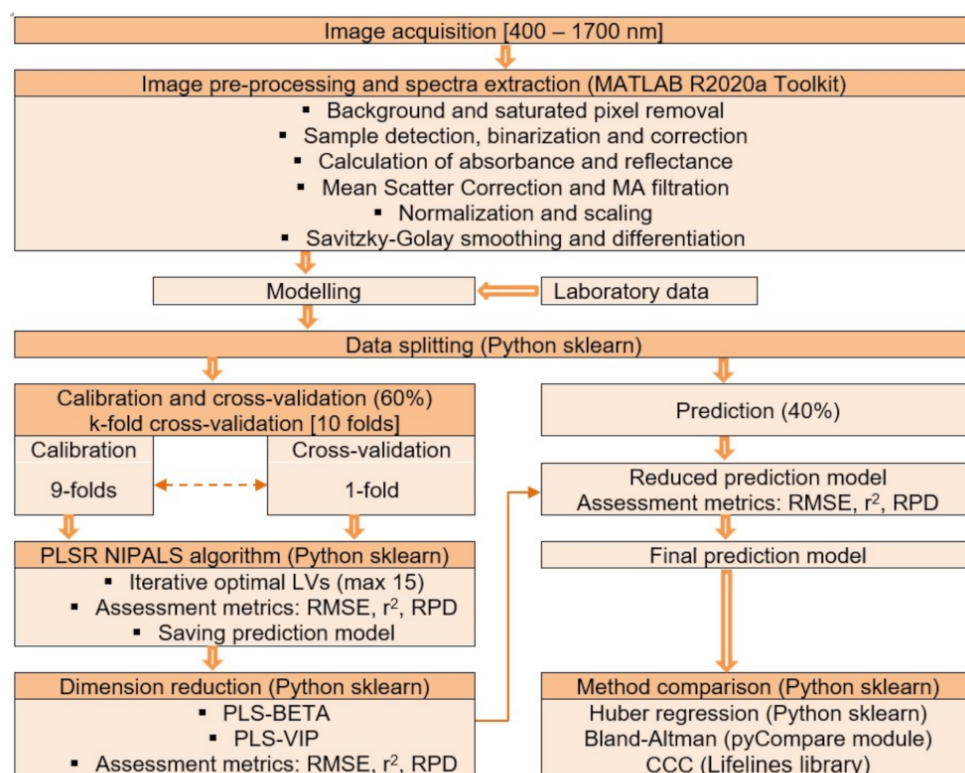 Image acquisition [400 – 1700 nm]
Image pre-processing and spectra extraction (MATLAB R2020a Toolkit)
▪ Background and saturated pixel removal
▪ Sample detection, binarization and correction
▪ Calculation of absorbance and reflectance
▪ Mean Scatter Correction and MA filtration
▪ Normalization and scaling
▪ Savitzky-Golay smoothing and differentiation
Modelling
Laboratory data
Data splitting (Python sklearn)
Calibration and cross-validation (60%)
k-fold cross-validation [10 folds]
Calibration
9-folds
Cross-validation
1-fold
PLSR NIPALS algorithm (Python sklearn)
▪ Iterative optimal LVs (max 15)
▪ Assessment metrics: RMSE, r², RPD
▪ Saving prediction model
Dimension reduction (Python sklearn)
▪ PLS-BETA
▪ PLS-VIP
▪ Assessment metrics: RMSE, r², RPD
Prediction (40%)
Reduced prediction model
Assessment metrics: RMSE, r², RPD
Final prediction model
Method comparison (Python sklearn)
Huber regression (Python sklearn)
Bland-Altman (pyCompare module)
CCC (Lifelines library)